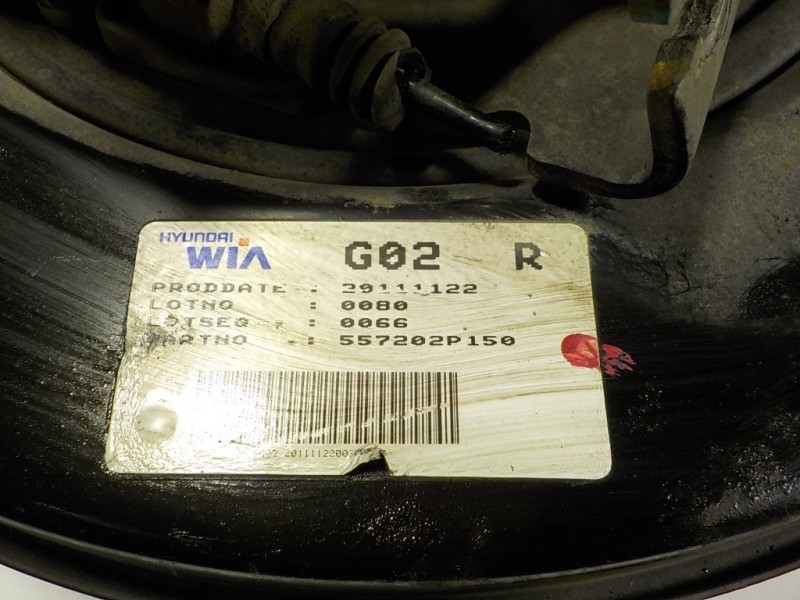 HYUNDAI
WIA G02 R
PRODDATE : 20111122
LOTNO : 0080
LOTSEQ . : 0066
PARTNO . : 557202P150